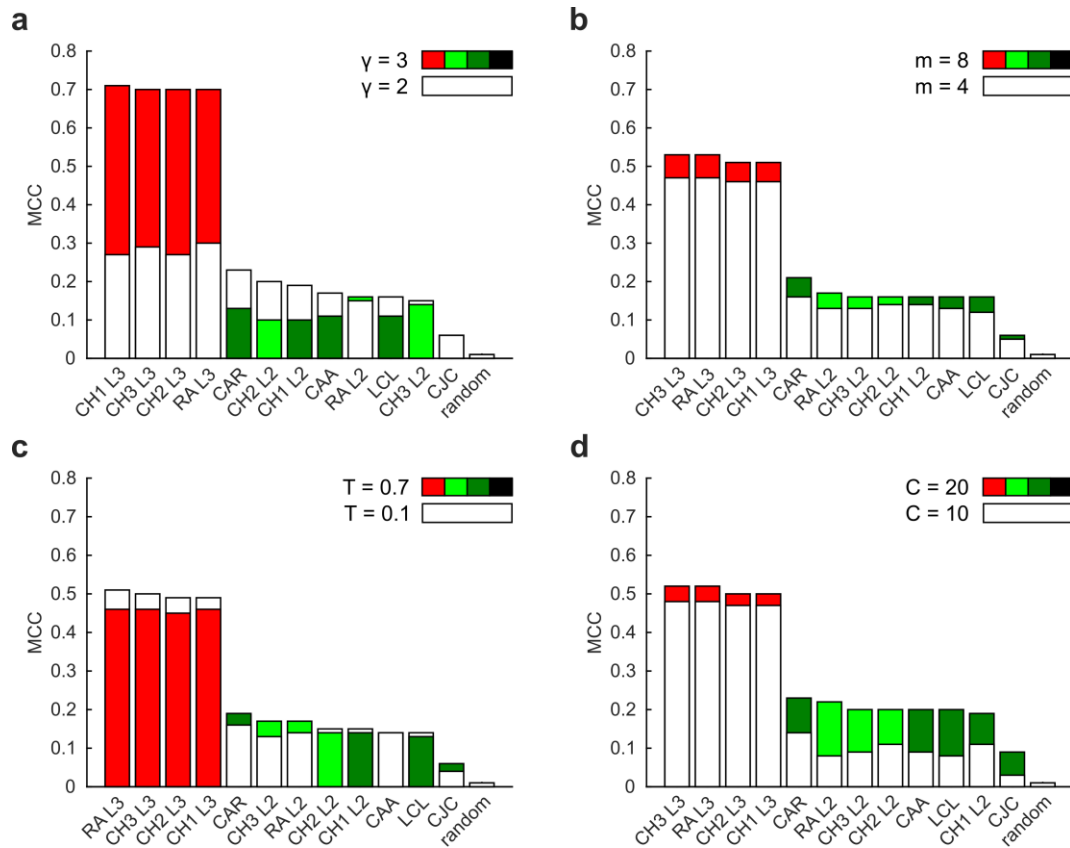 a
MCC
0.8
0.7
0.6
0.5
0.4
0.3
0.2
0.1
0
γ = 3
γ = 2
CH1 L3
CH3 L3
CH2 L3
RA L3
CAR
CH2 L2
CH1 L2
CAA
RA L2
LCL
CH3 L2
CJC
random
b
MCC
0.8
0.7
0.6
0.5
0.4
0.3
0.2
0.1
0
m = 8
m = 4
CH3 L3
RA L3
CH2 L3
CH1 L3
CAR
RA L2
CH3 L2
CH2 L2
CH1 L2
CAA
LCL
CJC
random
c
MCC
0.8
0.7
0.6
0.5
0.4
0.3
0.2
0.1
0
T = 0.7
T = 0.1
RA L3
CH3 L3
CH2 L3
CH1 L3
CAR
CH3 L2
RA L2
CH2 L2
CH1 L2
CAA
LCL
CJC
random
d
MCC
0.8
0.7
0.6
0.5
0.4
0.3
0.2
0.1
0
C = 20
C = 10
CH3 L3
RA L3
CH2 L3
CH1 L3
CAR
RA L2
CH3 L2
CH2 L2
CAA
LCL
CH1 L2
CJC
random